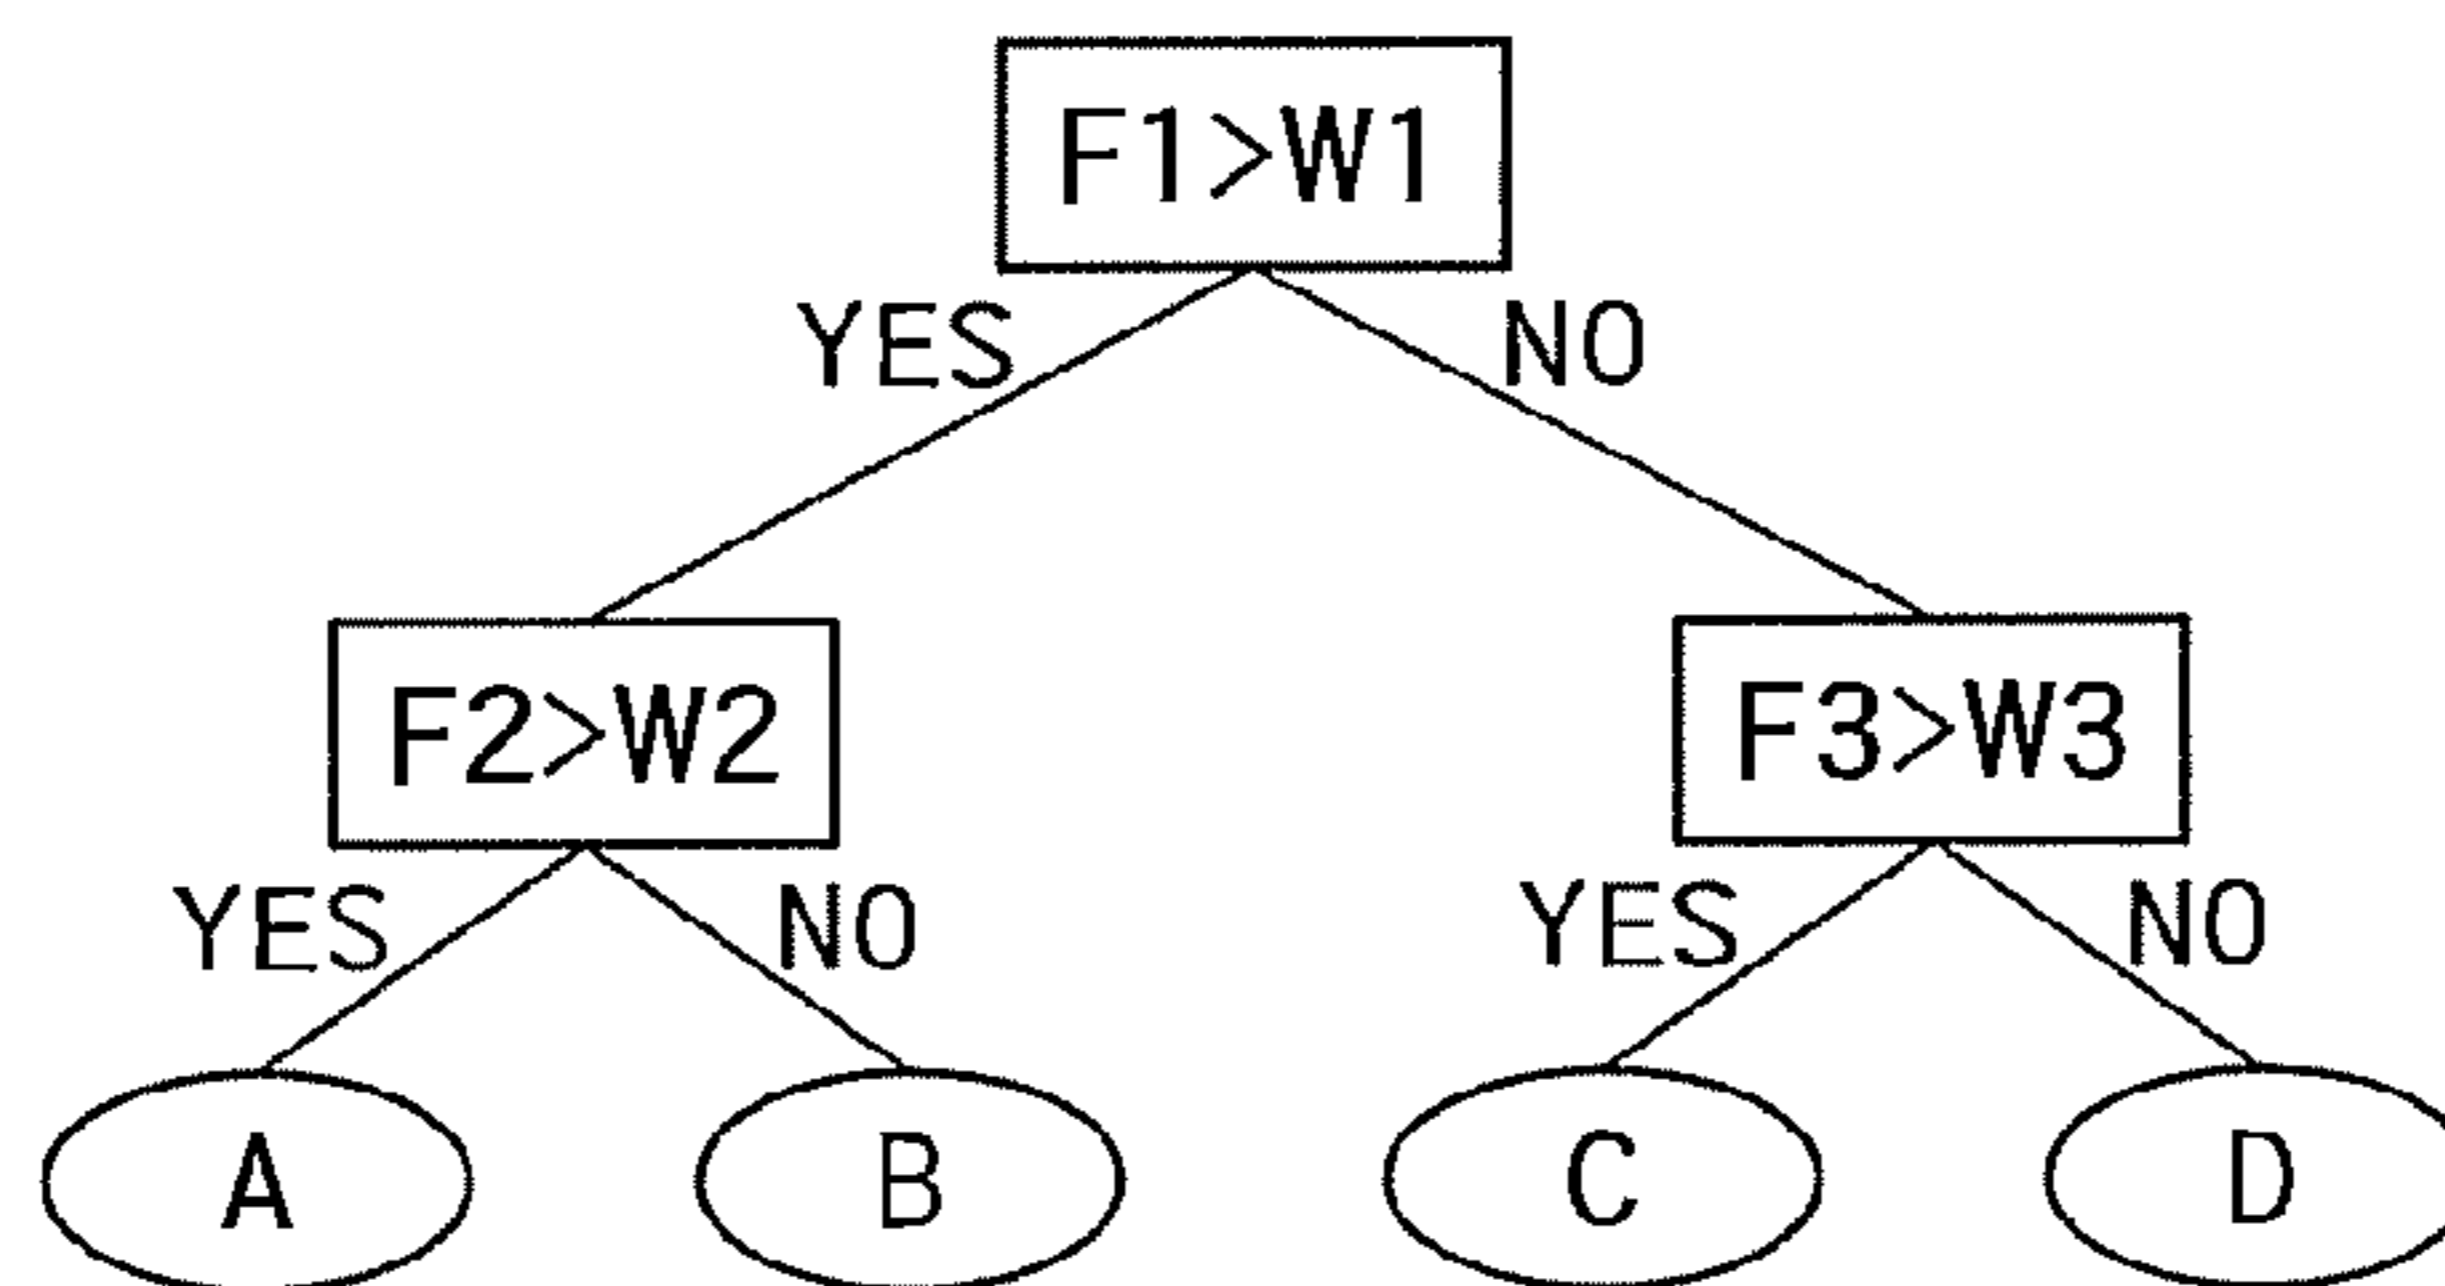 F1>W1
YES NO
F2>W2 F3>W3
YES NO YES NO
A B C D